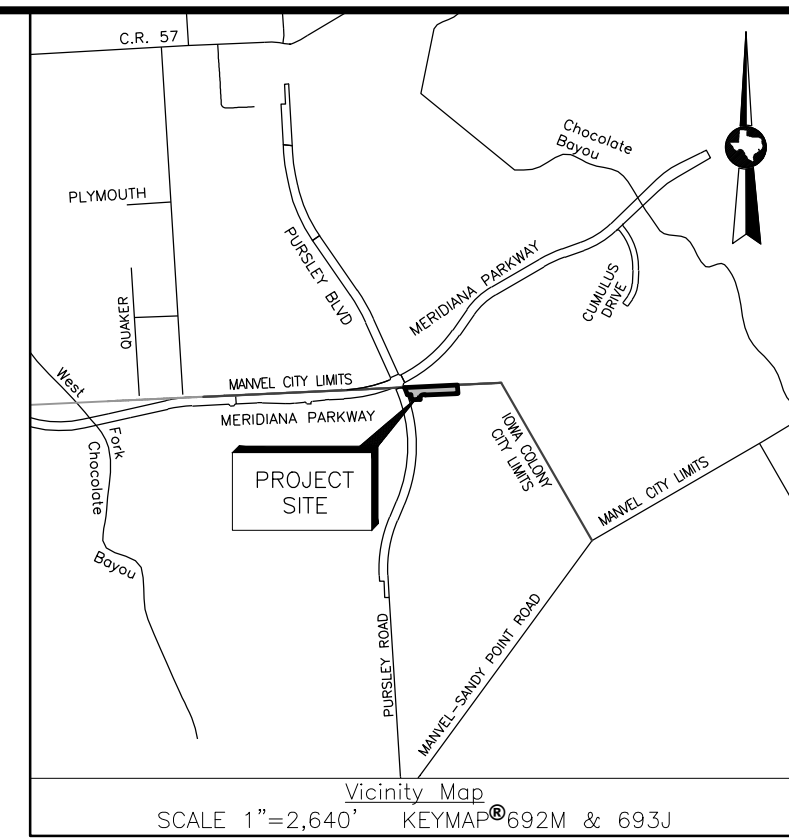 C.R. 57
Chocolate
Bayou
PLYMOUTH
PURSLEY BLVD
MERIDIANA PARKWAY
CUMULUS
DRIVE
QUAKER
West
Fork
Chocolate
Bayou
MANVEL CITY LIMITS
MERIDIANA PARKWAY
IOWA COLONY
CITY LIMITS
PROJECT
SITE
MANVEL CITY LIMITS
PURSLEY ROAD
MANVEL-SANDY POINT ROAD
Vicinity Map
SCALE 1"=2,640' KEYMAP®692M & 693J